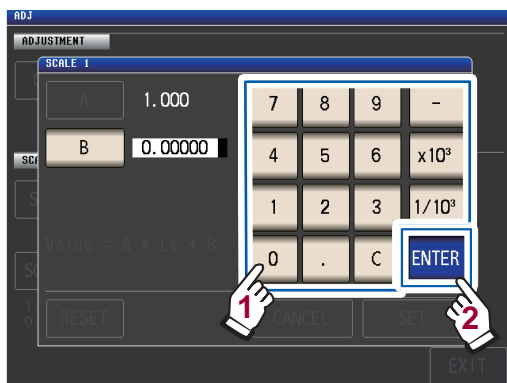 ADJ
ADJUSTMENT
SCALE 1
A 1.000
7 8 9 -
B 0.00000
4 5 6 x10³
1 2 3 1/10³
Value = A * Ls + B
0 . C ENTER
1 2
RESET CANCEL SET
EXIT